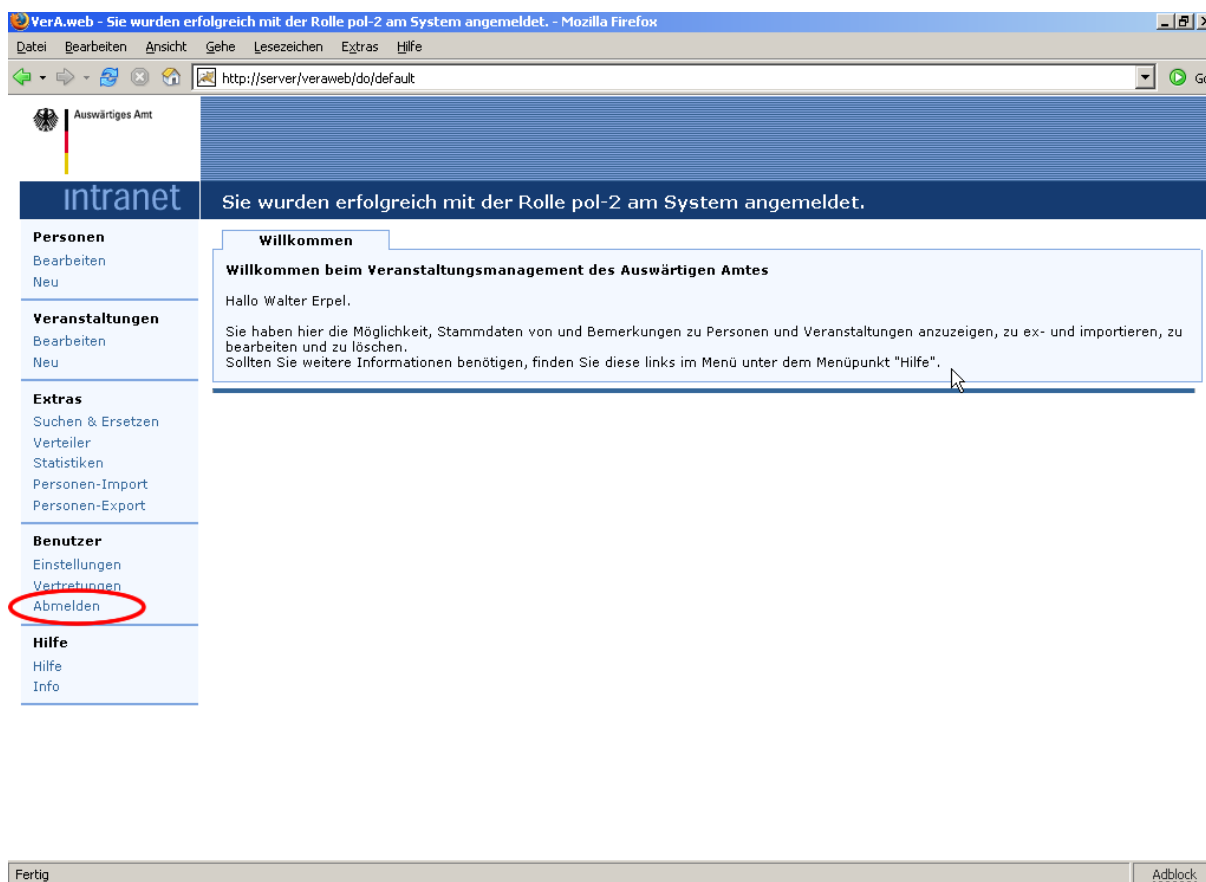 VerA.web - Sie wurden erfolgreich mit der Rolle pol-2 am System angemeldet. - Mozilla Firefox
Datei Bearbeiten Ansicht Gehe Lesezeichen Extras Hilfe
http://server/veraweb/do/default
Auswärtiges Amt
intranet
Sie wurden erfolgreich mit der Rolle pol-2 am System angemeldet.
Personen
Bearbeiten
Neu
Veranstaltungen
Bearbeiten
Neu
Extras
Suchen & Ersetzen
Verteiler
Statistiken
Personen-Import
Personen-Export
Benutzer
Einstellungen
Vertretungen
Abmelden
Hilfe
Hilfe
Info
Willkommen
Willkommen beim Veranstaltungsmanagement des Auswärtigen Amtes
Hallo Walter Erpel.
Sie haben hier die Möglichkeit, Stammdaten von und Bemerkungen zu Personen und Veranstaltungen anzuzeigen, zu ex- und importieren, zu
bearbeiten und zu löschen.
Sollten Sie weitere Informationen benötigen, finden Sie diese links im Menü unter dem Menüpunkt "Hilfe".
Fertig
Adblock